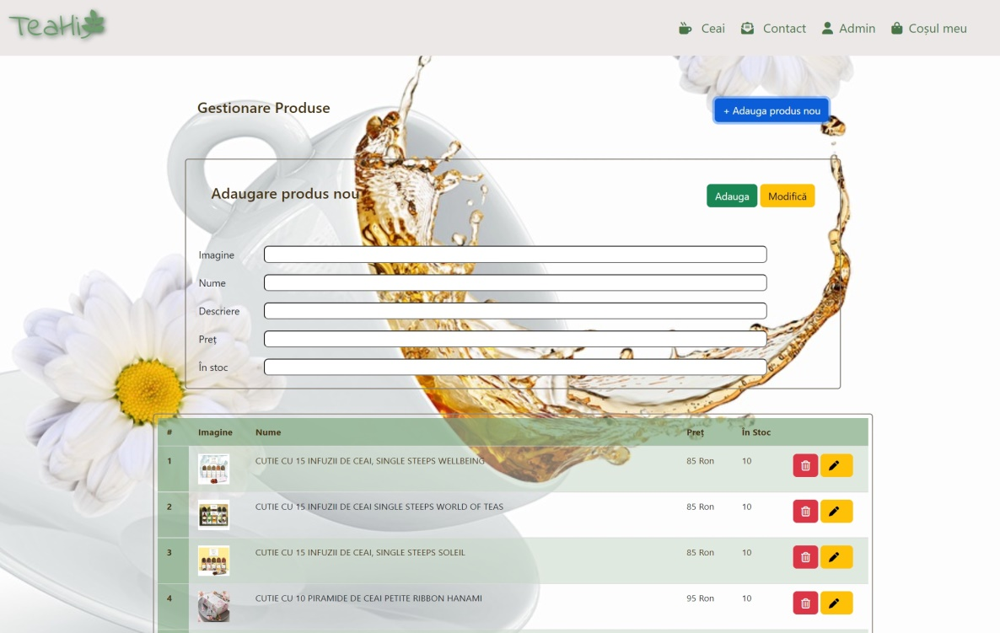 TeaHi
Ceai Contact Admin Coșul meu
Gestionare Produse
+ Adauga produs nou
Adaugare produs nou
Adauga Modifică
Imagine
Nume
Descriere
Preț
În stoc
# Imagine Nume Preț În Stoc
1 CUTIE CU 15 INFUZII DE CEAI, SINGLE STEEPS WELLBEING 85 Ron 10
2 CUTIE CU 15 INFUZII DE CEAI SINGLE STEEPS WORLD OF TEAS 85 Ron 10
3 CUTIE CU 15 INFUZII DE CEAI, SINGLE STEEPS SOLEIL 85 Ron 10
4 CUTIE CU 10 PIRAMIDE DE CEAI PETITE RIBBON HANAMI 95 Ron 10